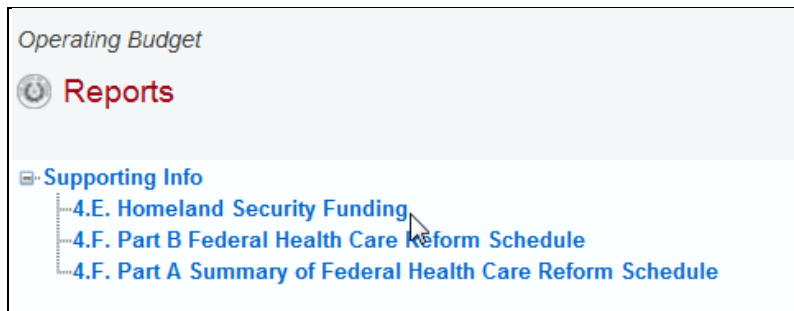 Operating Budget
Reports
Supporting Info
4.E. Homeland Security Funding
4.F. Part B Federal Health Care Reform Schedule
4.F. Part A Summary of Federal Health Care Reform Schedule